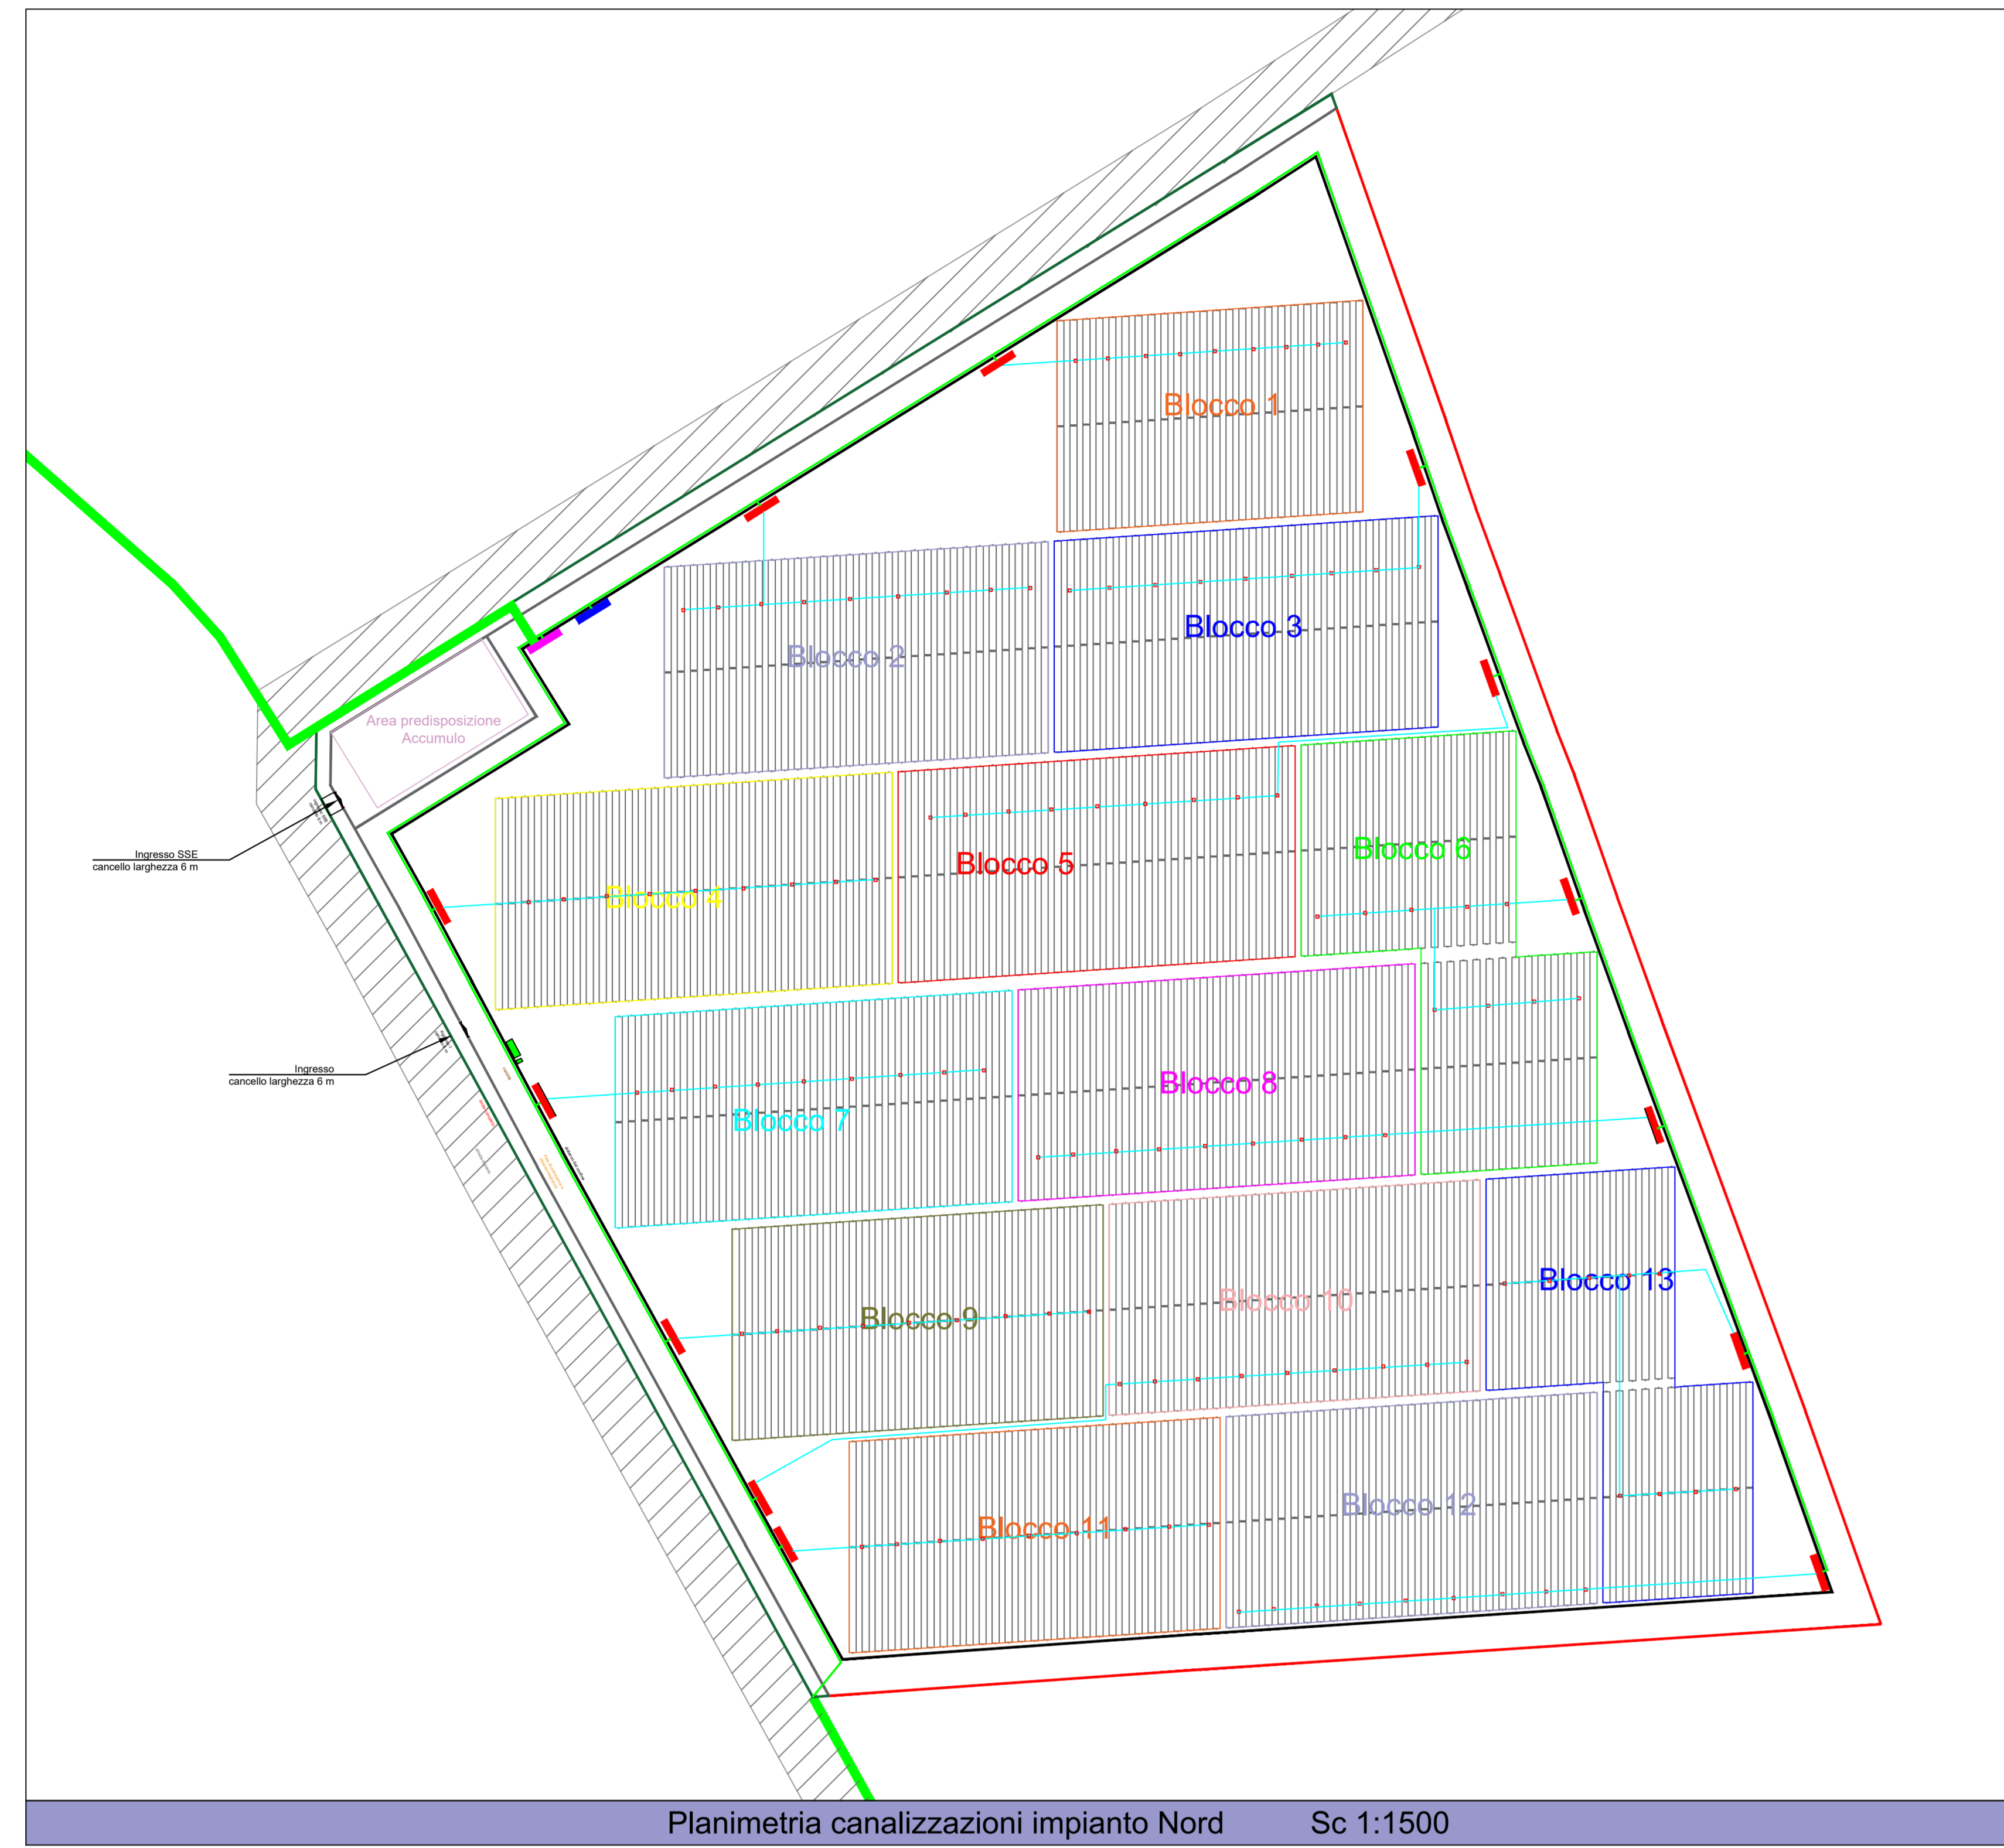 Blocco 1
Blocco 3
Blocco 2
Area predisposizione
Accumulo
Blocco 6
Blocco 5
Ingresso SSE
cancello larghezza 6 m
Blocco 4
Ingresso
cancello larghezza 6 m
Blocco 8
Blocco 7
Blocco 13
Blocco 10
Blocco 9
Blocco 12
Blocco 11
Planimetria canalizzazioni impianto Nord Sc 1:1500